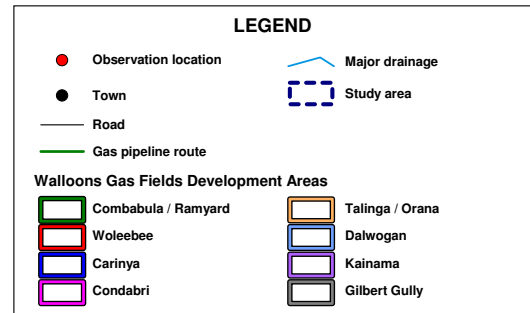 LEGEND
Observation location
Town
Road
Gas pipeline route
Major drainage
Study area
Walloons Gas Fields Development Areas
Combabula / Ramyard
Woleebee
Carinya
Condabri
Talinga / Orana
Dalwogan
Kainama
Gilbert Gully